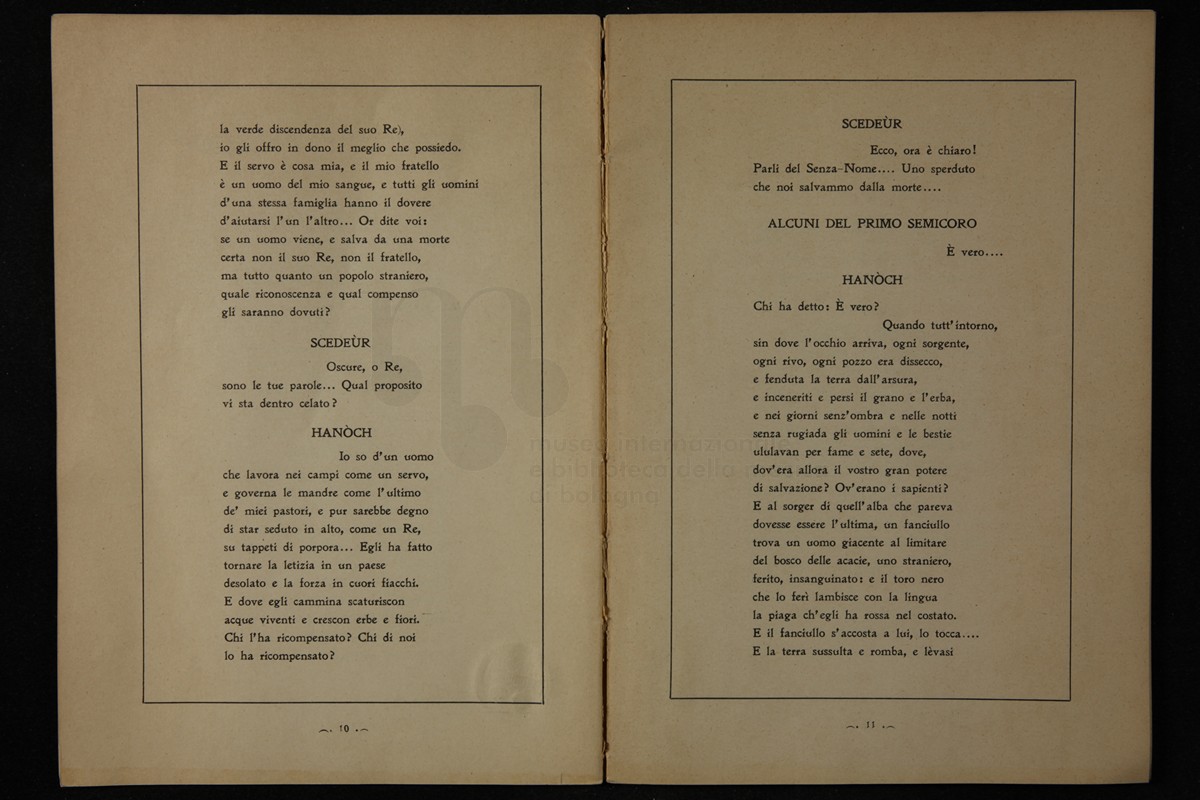 la verde discendenza del suo Re),
io gli offro in dono il meglio che possiedo.
E il servo è cosa mia, e il mio fratello
è un uomo del mio sangue, e tutti gli uomini
d'una stessa famiglia hanno il dovere
d'aiutarsi l'un l'altro... Or dite voi:
se un uomo viene, e salva da una morte
certa non il suo Re, non il fratello,
ma tutto quanto un popolo straniero,
quale riconoscenza e qual compenso
gli saranno dovuti?
SCEDEÙR
Oscure, o Re,
sono le tue parole... Qual proposito
vi sta dentro celato?
HANÒCH
Io so d'un uomo
che lavora nei campi come un servo,
e governa le mandre come l'ultimo
de' miei pastori, e pur sarebbe degno
di star seduto in alto, come un Re,
su tappeti di porpora... Egli ha fatto
tornare la letizia in un paese
desolato e la forza in cuori fiacchi.
E dove egli cammina scaturiscon
acque viventi e crescon erbe e fiori.
Chi l'ha ricompensato? Chi di noi
lo ha ricompensato?
10
SCEDEÙR
Ecco, ora è chiaro!
Parli del Senza-Nome.... Uno sperduto
che noi salvammo dalla morte....
ALCUNI DEL PRIMO SEMICORO
È vero....
HANÒCH
Chi ha detto: È vero?
Quando tutt'intorno,
sin dove l'occhio arriva, ogni sorgente,
ogni rivo, ogni pozzo era dissecco,
e fenduta la terra dall'arsura,
e inceneriti e persi il grano e l'erba,
e nei giorni senz'ombra e nelle notti
senza rugiada gli uomini e le bestie
ululavan per fame e sete, dove,
dov'era allora il vostro gran potere
di salvazione? Ov'erano i sapienti?
E al sorger di quell'alba che pareva
dovesse essere l'ultima, un fanciullo
trova un uomo giacente al limitare
del bosco delle acacie, uno straniero,
ferito, insanguinato: e il toro nero
che lo ferì lambisce con la lingua
la piaga ch'egli ha rossa nel costato.
E il fanciullo s'accosta a lui, lo tocca....
E la terra sussulta e romba, e lèvasi
11
museo internazionale
e biblioteca della
di bologna